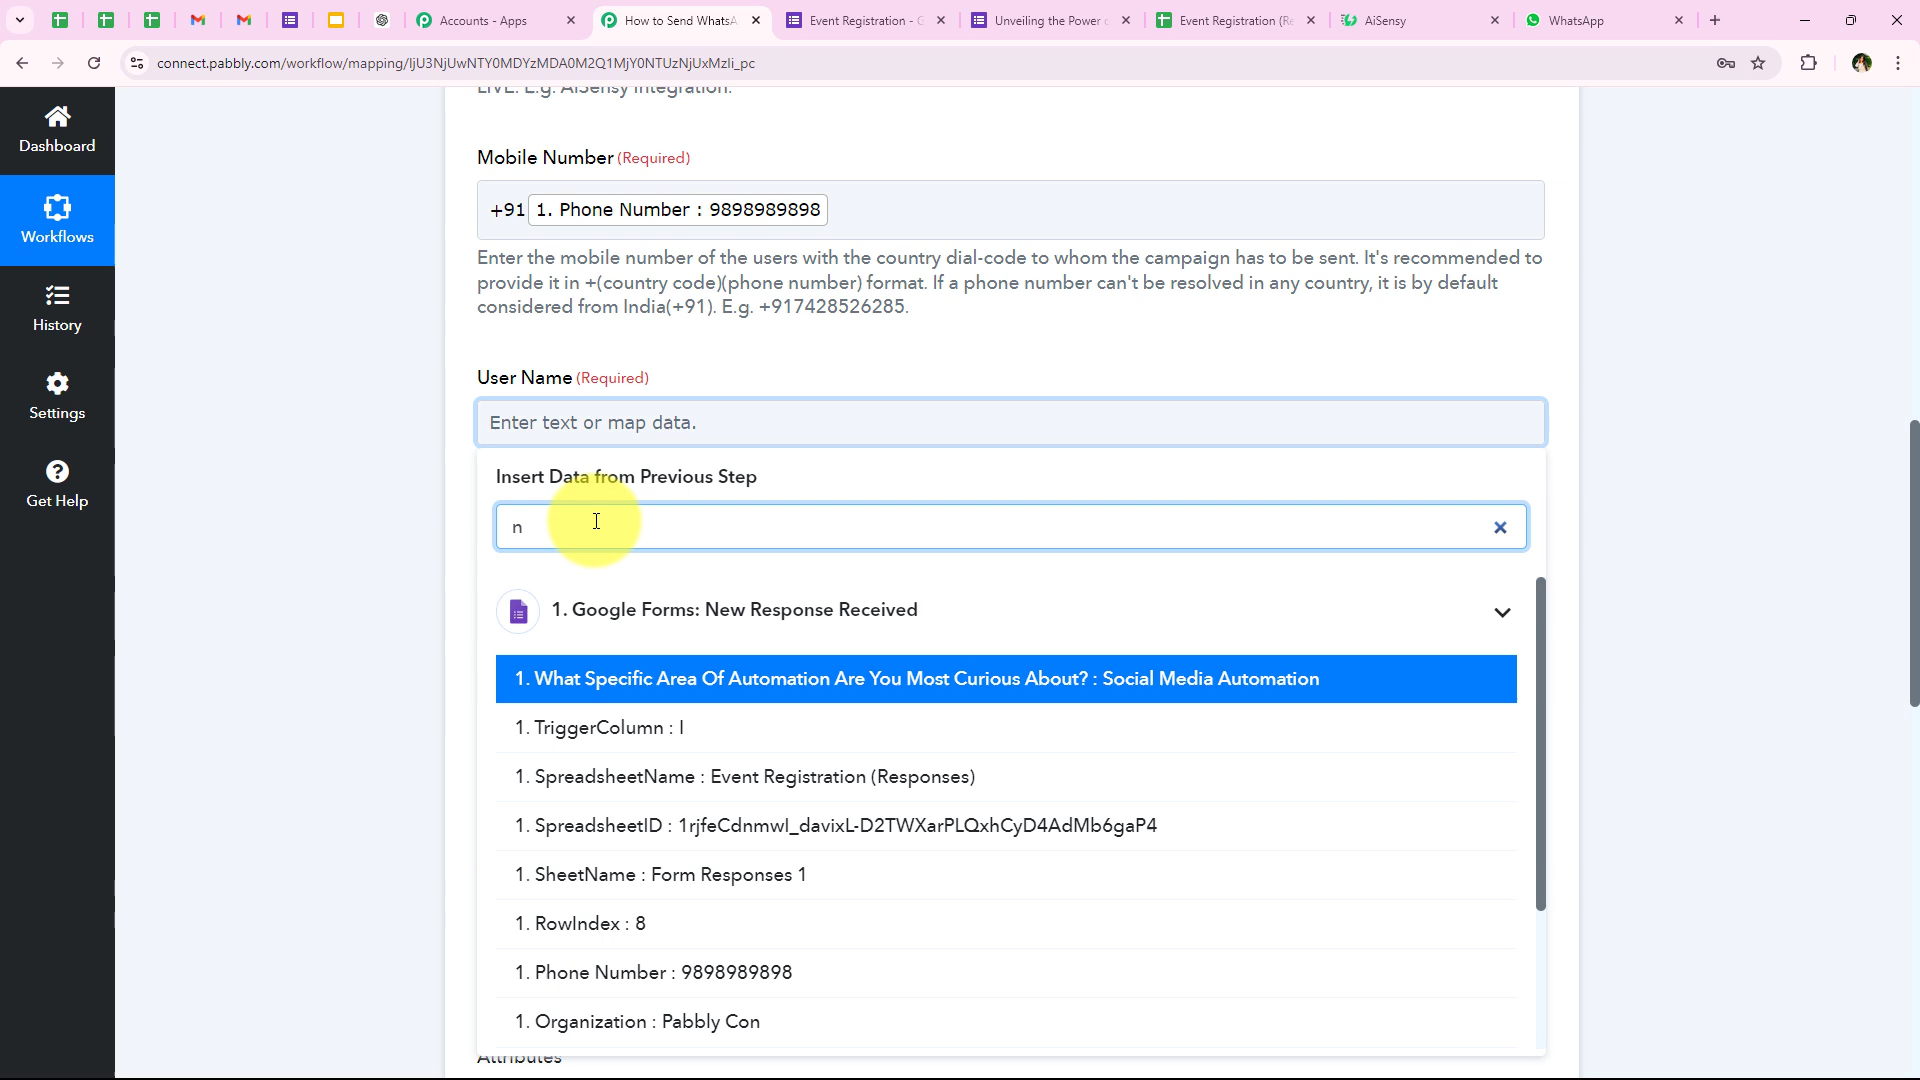 Accounts - Apps
How to Send WhatsA
Event Registration - G
Unveiling the Power o
Event Registration (Re
AiSensy
WhatsApp
connect.pabbly.com/workflow/mapping/IjU3NjUwNTY0MDYzMDA0M2Q1MjY0NTUzNjUxMzIi_pc
Dashboard
Workflows
History
Settings
Get Help
LIVE. E.g. AiSensy Integration.
Mobile Number (Required)
+91 1. Phone Number : 9898989898
Enter the mobile number of the users with the country dial-code to whom the campaign has to be sent. It's recommended to
provide it in +(country code)(phone number) format. If a phone number can't be resolved in any country, it is by default
considered from India(+91). E.g. +917428526285.
User Name (Required)
Enter text or map data.
Insert Data from Previous Step
n
1. Google Forms: New Response Received
1. What Specific Area Of Automation Are You Most Curious About? : Social Media Automation
1. TriggerColumn : I
1. SpreadsheetName : Event Registration (Responses)
1. SpreadsheetID : 1rjfeCdnmwI_davixL-D2TWXarPLQxhCyD4AdMb6gaP4
1. SheetName : Form Responses 1
1. RowIndex : 8
1. Phone Number : 9898989898
1. Organization : Pabbly Con
Attributes